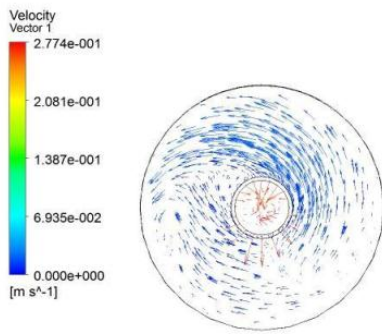 Velocity
Vector 1
2.774e-001
2.081e-001
1.387e-001
6.935e-002
0.000e+000
[m s^-1]